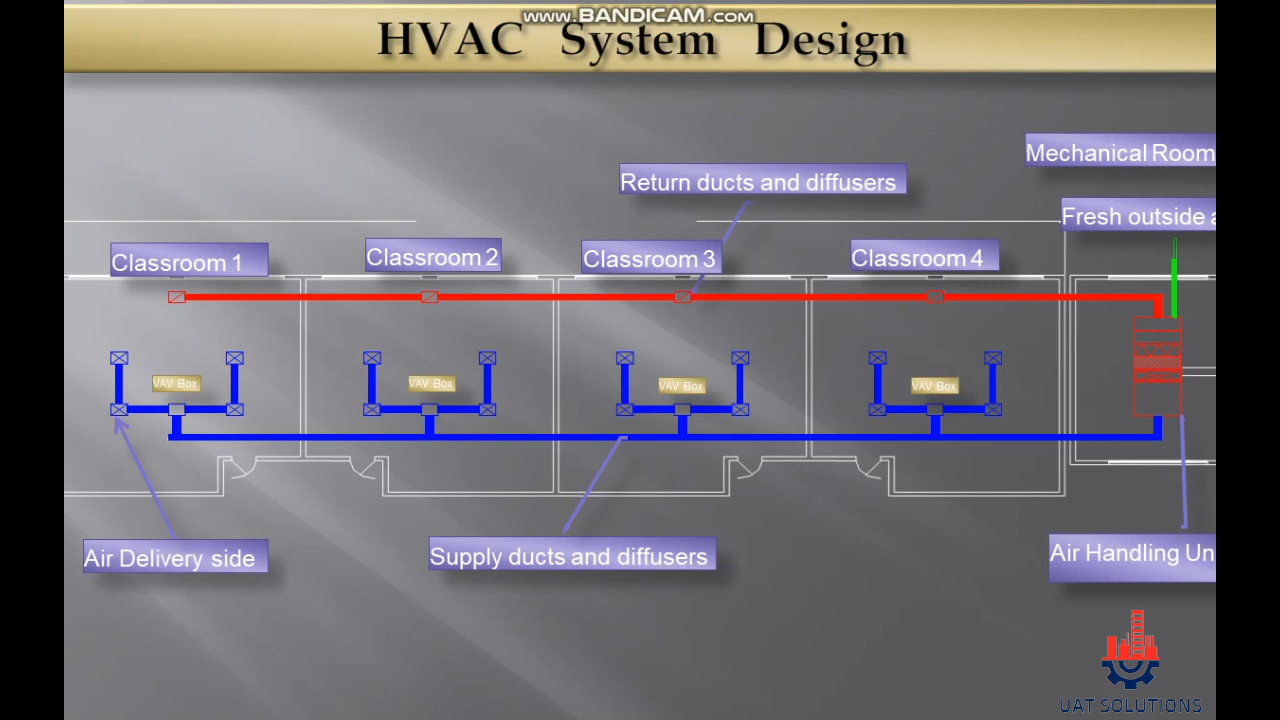 www.BANDICAM.com
HVAC System Design
Mechanical Room
Return ducts and diffusers
Fresh outside a
Classroom 1
Classroom 2
Classroom 3
Classroom 4
VAV Box
VAV Box
VAV Box
VAV Box
Air Delivery side
Supply ducts and diffusers
Air Handling Un
UAT SOLUTIONS